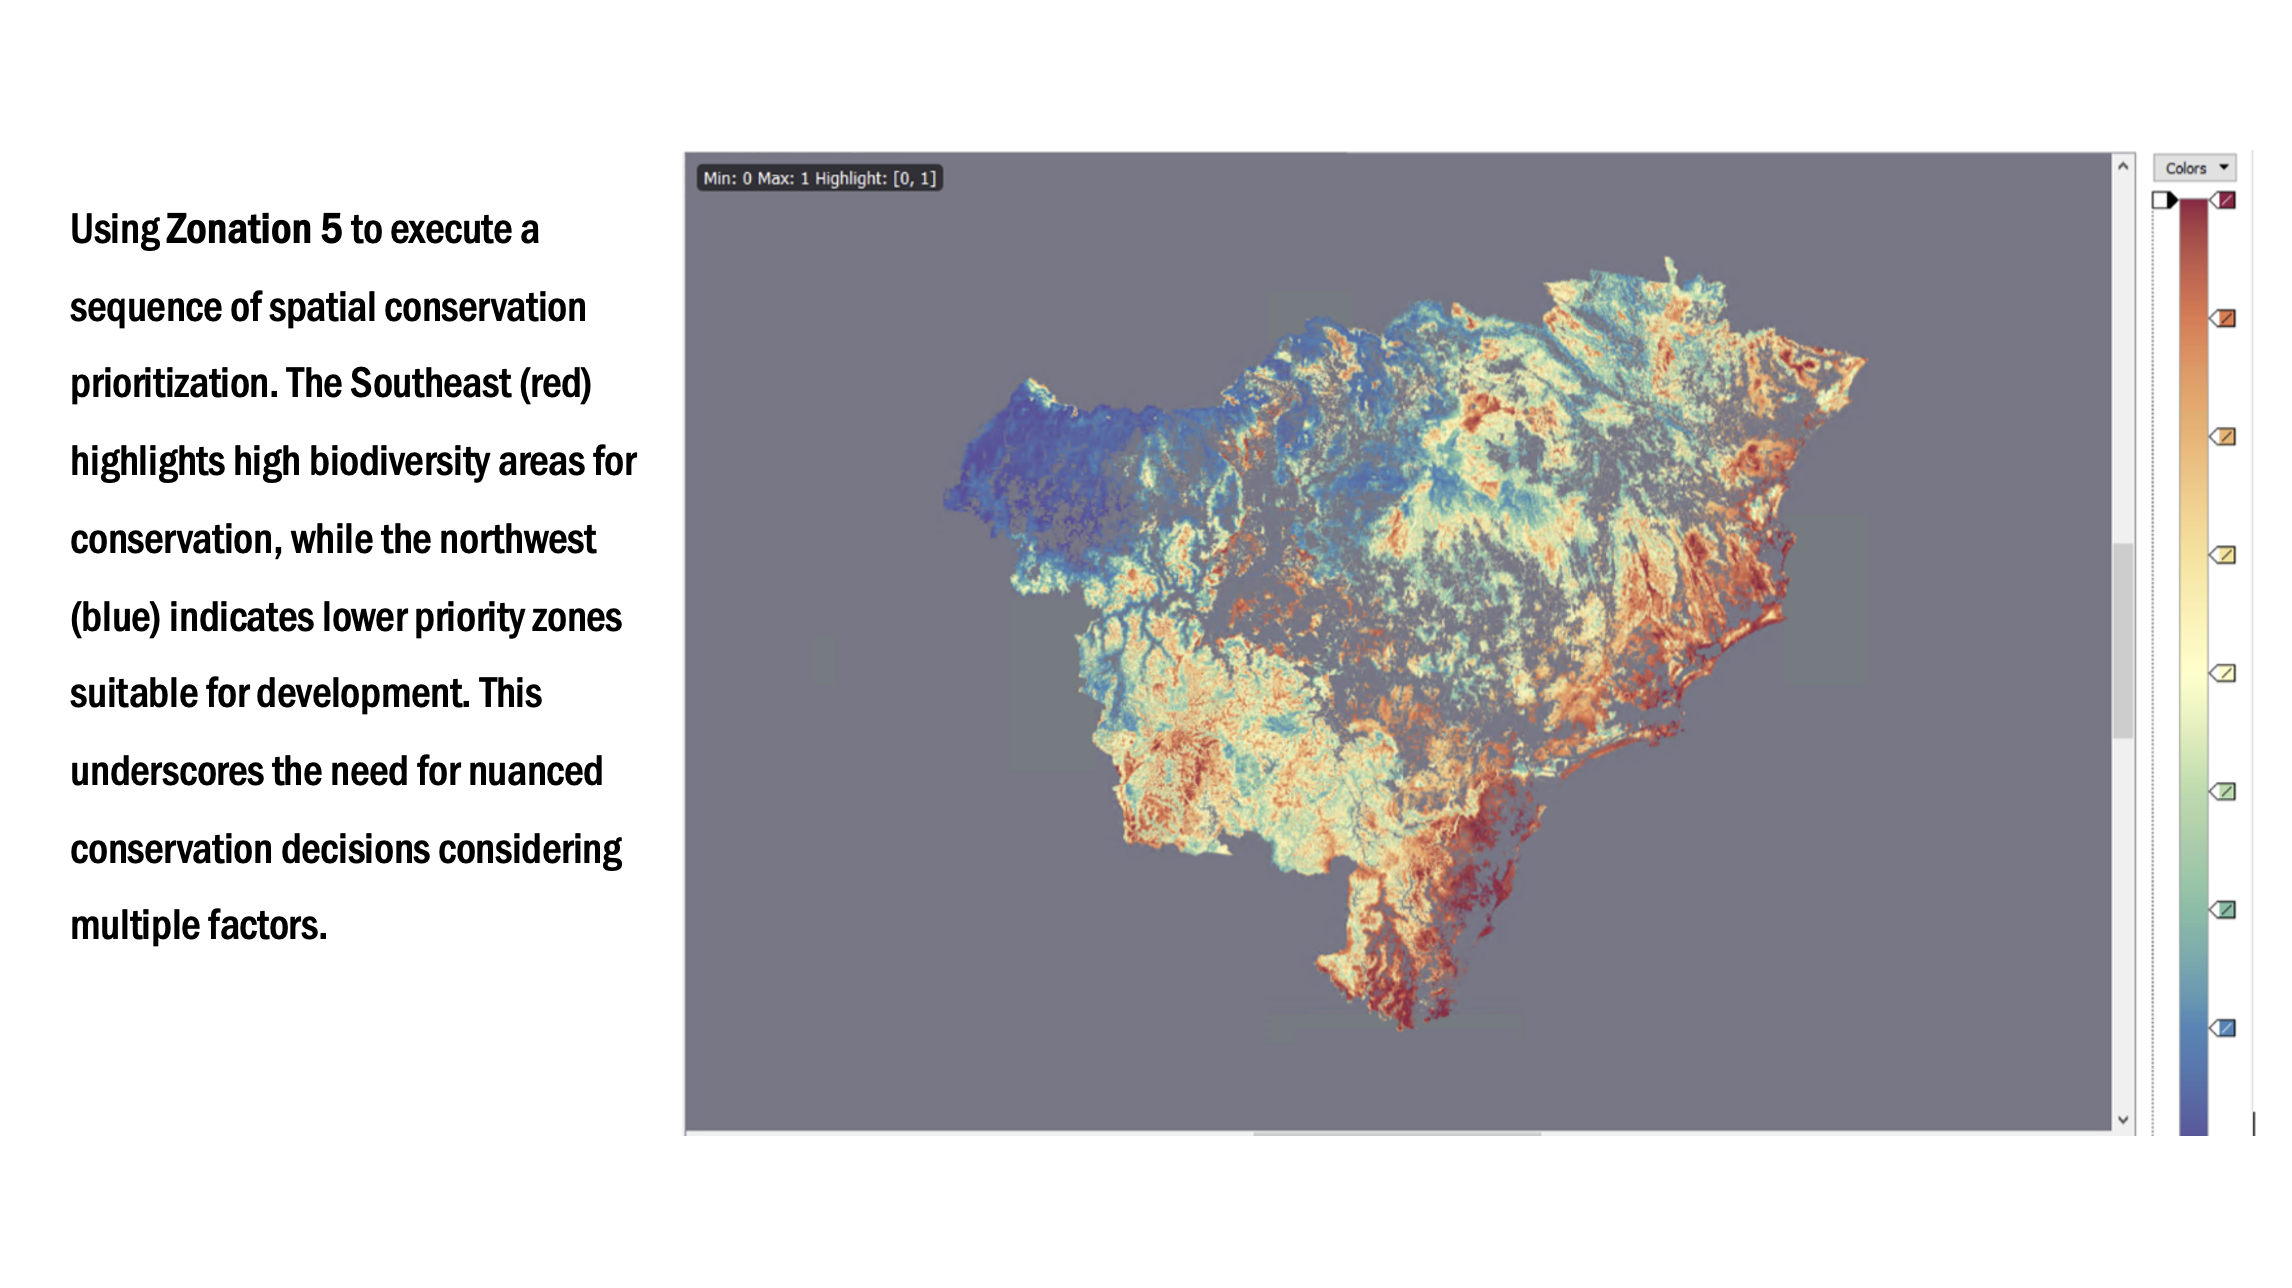 Using Zonation 5 to execute a
sequence of spatial conservation
prioritization. The Southeast (red)
highlights high biodiversity areas for
conservation, while the northwest
(blue) indicates lower priority zones
suitable for development. This
underscores the need for nuanced
conservation decisions considering
multiple factors.
Min: 0 Max: 1 Highlight: [0, 1]
Colors